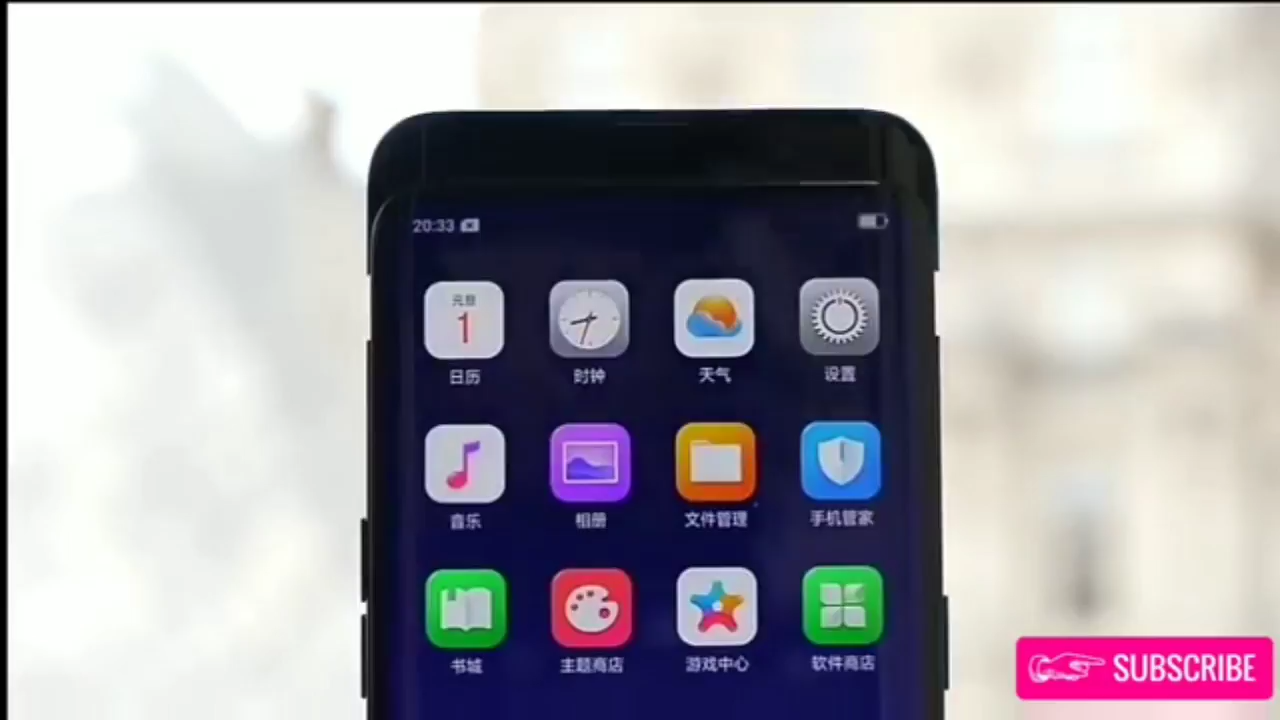 20:33
元旦
1
日历
时钟
天气
设置
音乐
相册
文件管理
手机管家
书城
主题商店
游戏中心
软件商店
SUBSCRIBE